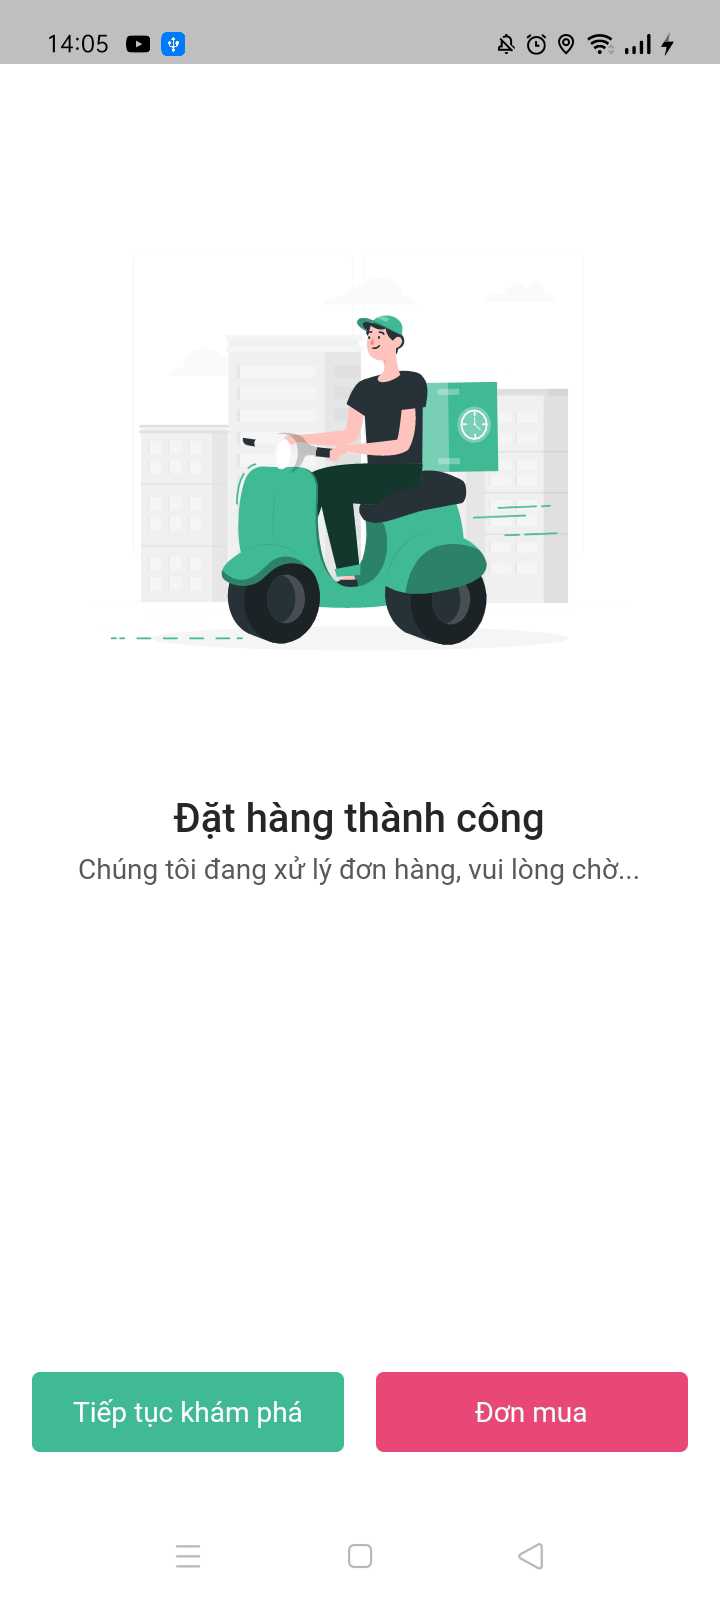 14:05
Đặt hàng thành công
Chúng tôi đang xử lý đơn hàng, vui lòng chờ...
Tiếp tục khám phá
Đơn mua